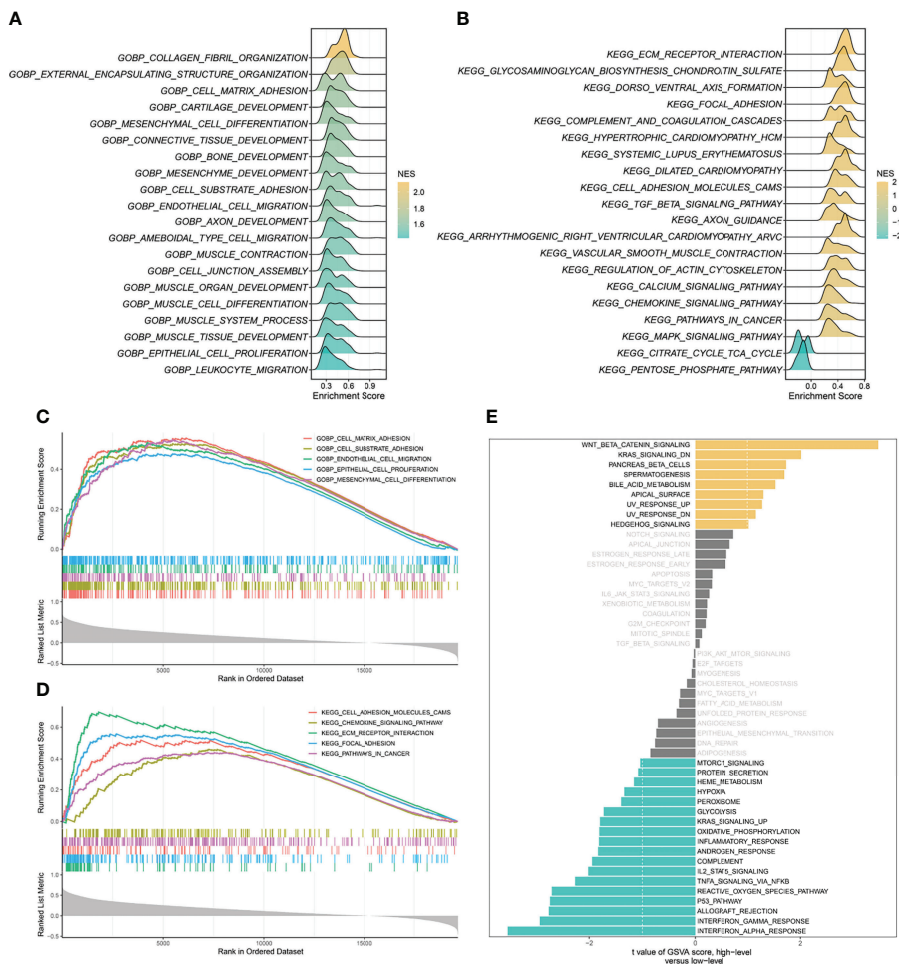 A
GOBP_COLLAGEN_FIBRIL_ORGANIZATION
GOBP_EXTERNAL_ENCAPSULATING_STRUCTURE_ORGANIZATION
GOBP_CELL_MATRIX_ADHESION
GOBP_CARTILAGE_DEVELOPMENT
GOBP_MESENCHYMAL_CELL_DIFFERENTIATION
GOBP_CONNECTIVE_TISSUE_DEVELOPMENT
GOBP_BONE_DEVELOPMENT
GOBP_MESENCHYME_DEVELOPMENT
GOBP_CELL_SUBSTRATE_ADHESION
GOBP_ENDOTHELIAL_CELL_MIGRATION
GOBP_AXON_DEVELOPMENT
GOBP_AMEBOIDAL_TYPE_CELL_MIGRATION
GOBP_MUSCLE_CONTRACTION
GOBP_CELL_JUNCTION_ASSEMBLY
GOBP_MUSCLE_ORGAN_DEVELOPMENT
GOBP_MUSCLE_CELL_DIFFERENTIATION
GOBP_MUSCLE_SYSTEM_PROCESS
GOBP_MUSCLE_TISSUE_DEVELOPMENT
GOBP_EPITHELIAL_CELL_PROLIFERATION
GOBP_LEUKOCYTE_MIGRATION
0.3 0.6 0.9
Enrichment Score
NES
2.0
1.8
1.6
B
KEGG_ECM_RECEPTOR_INTERACTION
KEGG_GLYCOSAMINOGLYCAN_BIOSYNTHESIS_CHONDROITIN_SULFATE
KEGG_DORSO_VENTRAL_AXIS_FORMATION
KEGG_FOCAL_ADHESION
KEGG_COMPLEMENT_AND_COAGULATION_CASCADES
KEGG_HYPERTROPHIC_CARDIOMYOPATHY_HCM
KEGG_SYSTEMIC_LUPUS_ERYTHEMATOSUS
KEGG_DILATED_CARDIOMYOPATHY
KEGG_CELL_ADHESION_MOLECULES_CAMS
KEGG_TGF_BETA_SIGNALING_PATHWAY
KEGG_AXON_GUIDANCE
KEGG_ARRHYTHMOGENIC_RIGHT_VENTRICULAR_CARDIOMYOPATHY_ARVC
KEGG_VASCULAR_SMOOTH_MUSCLE_CONTRACTION
KEGG_REGULATION_OF_ACTIN_CYTOSKELETON
KEGG_CALCIUM_SIGNALING_PATHWAY
KEGG_CHEMOKINE_SIGNALING_PATHWAY
KEGG_PATHWAYS_IN_CANCER
KEGG_MAPK_SIGNALING_PATHWAY
KEGG_CITRATE_CYCLE_TCA_CYCLE
KEGG_PENTOSE_PHOSPHATE_PATHWAY
0.0 0.4 0.8
Enrichment Score
NES
2
1
0
-1
-2
C
Running Enrichment Score
0.4
0.2
0.0
GOBP_CELL_MATRIX_ADHESION
GOBP_CELL_SUBSTRATE_ADHESION
GOBP_ENDOTHELIAL_CELL_MIGRATION
GOBP_EPITHELIAL_CELL_PROLIFERATION
GOBP_MESENCHYMAL_CELL_DIFFERENTIATION
Ranked List Metric
1.0
0.5
0.0
-0.5
5000 10000 15000
Rank in Ordered Dataset
D
Running Enrichment Score
0.6
0.4
0.2
0.0
KEGG_CELL_ADHESION_MOLECULES_CAMS
KEGG_CHEMOKINE_SIGNALING_PATHWAY
KEGG_ECM_RECEPTOR_INTERACTION
KEGG_FOCAL_ADHESION
KEGG_PATHWAYS_IN_CANCER
Ranked List Metric
1.0
0.5
0.0
-0.5
5000 10000 15000
Rank in Ordered Dataset
E
WNT_BETA_CATENIN_SIGNALING
KRAS_SIGNALING_DN
PANCREAS_BETA_CELLS
SPERMATOGENESIS
BILE_ACID_METABOLISM
APICAL_SURFACE
UV_RESPONSE_UP
UV_RESPONSE_DN
HEDGEHOG_SIGNALING
NOTCH_SIGNALING
APICAL_JUNCTION
ESTROGEN_RESPONSE_LATE
ESTROGEN_RESPONSE_EARLY
APOPTOSIS
MYC_TARGETS_V2
IL6_JAK_STAT3_SIGNALING
XENOBIOTIC_METABOLISM
COAGULATION
G2M_CHECKPOINT
MITOTIC_SPINDLE
TGF_BETA_SIGNALING
PI3K_AKT_MTOR_SIGNALING
E2F_TARGETS
MYOGENESIS
CHOLESTEROL_HOMEOSTASIS
MYC_TARGETS_V1
FATTY_ACID_METABOLISM
UNFOLDED_PROTEIN_RESPONSE
ANGIOGENESIS
EPITHELIAL_MESENCHYMAL_TRANSITION
DNA_REPAIR
ADIPOGENESIS
MTORC1_SIGNALING
PROTEIN_SECRETION
HEME_METABOLISM
HYPOXIA
PEROXISOME
GLYCOLYSIS
KRAS_SIGNALING_UP
OXIDATIVE_PHOSPHORYLATION
INFLAMMATORY_RESPONSE
ANDROGEN_RESPONSE
COMPLEMENT
IL2_STAT5_SIGNALING
TNFA_SIGNALING_VIA_NFKB
REACTIVE_OXYGEN_SPECIES_PATHWAY
P53_PATHWAY
ALLOGRAFT_REJECTION
INTERFERON_GAMMA_RESPONSE
INTERFERON_ALPHA_RESPONSE
-2 0 2
t value of GSVA score, high-level
versus low-level